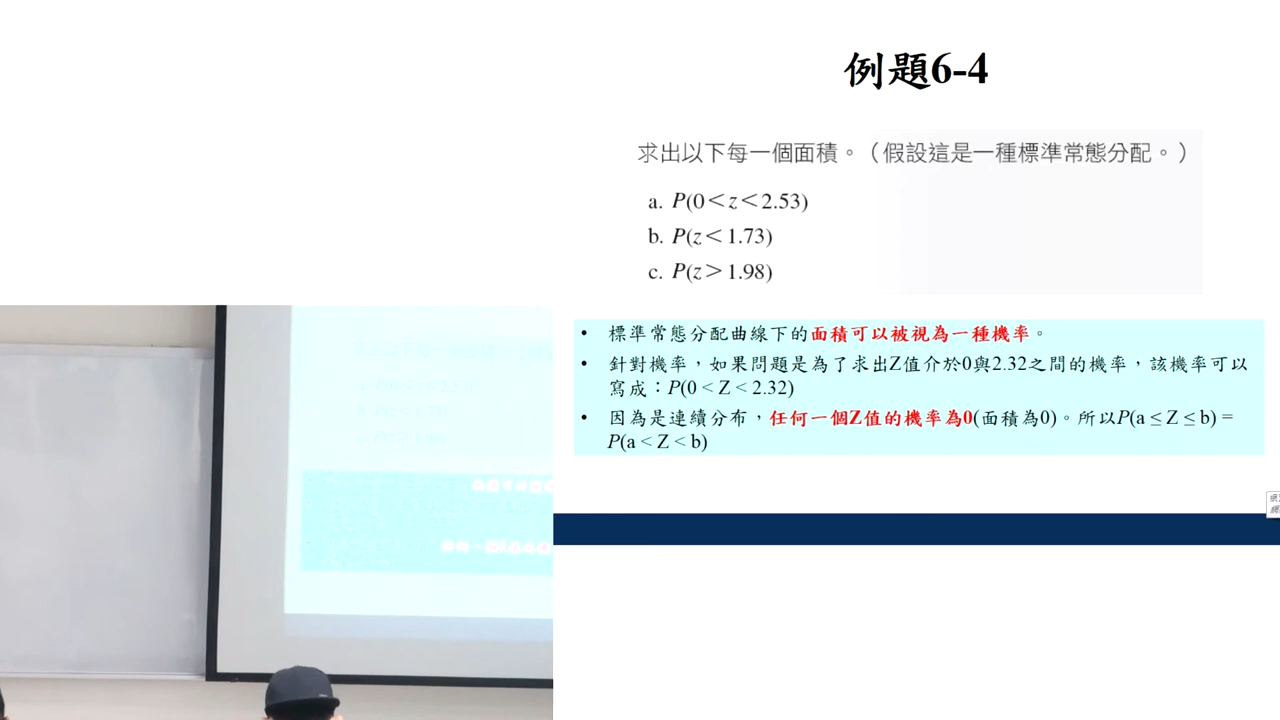 例題6-4
求出以下每一個面積。（假設這是一種標準常態分配。）
a. P(0＜z＜2.53)
b. P(z＜1.73)
c. P(z＞1.98)
• 標準常態分配曲線下的面積可以被視為一種機率。
• 針對機率，如果問題是為了求出Z值介於0與2.32之間的機率，該機率可以
寫成：P(0 < Z < 2.32)
• 因為是連續分布，任何一個Z值的機率為0(面積為0)。所以P(a ≤ Z ≤ b) =
P(a < Z < b)